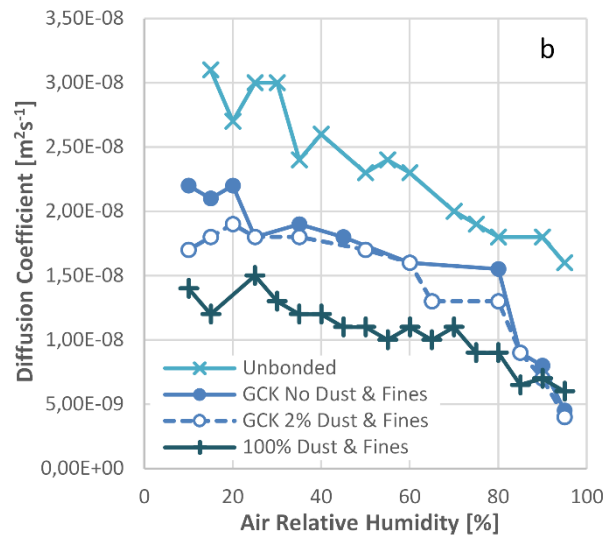 3,50E-08
b
3,00E-08
2,50E-08
2,00E-08
1,50E-08
1,00E-08
5,00E-09
0,00E+00
Diffusion Coefficient [m²s⁻¹]
Unbonded
GCK No Dust & Fines
GCK 2% Dust & Fines
100% Dust & Fines
0 20 40 60 80 100
Air Relative Humidity [%]